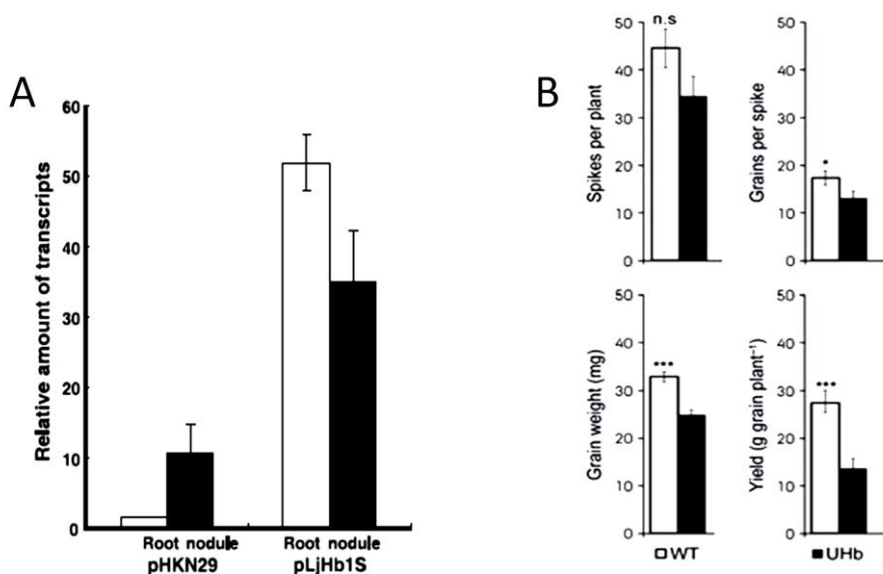 A
Relative amount of transcripts
60
50
40
30
20
10
0
Root nodule
pHKN29
Root nodule
pLjHb1S
B
Spikes per plant
50
40
30
20
10
0
n.s
Grains per spike
50
40
30
20
10
0
*
Grain weight (mg)
50
40
30
20
10
0
***
Yield (g grain plant⁻¹)
50
40
30
20
10
0
***
WT
UHb